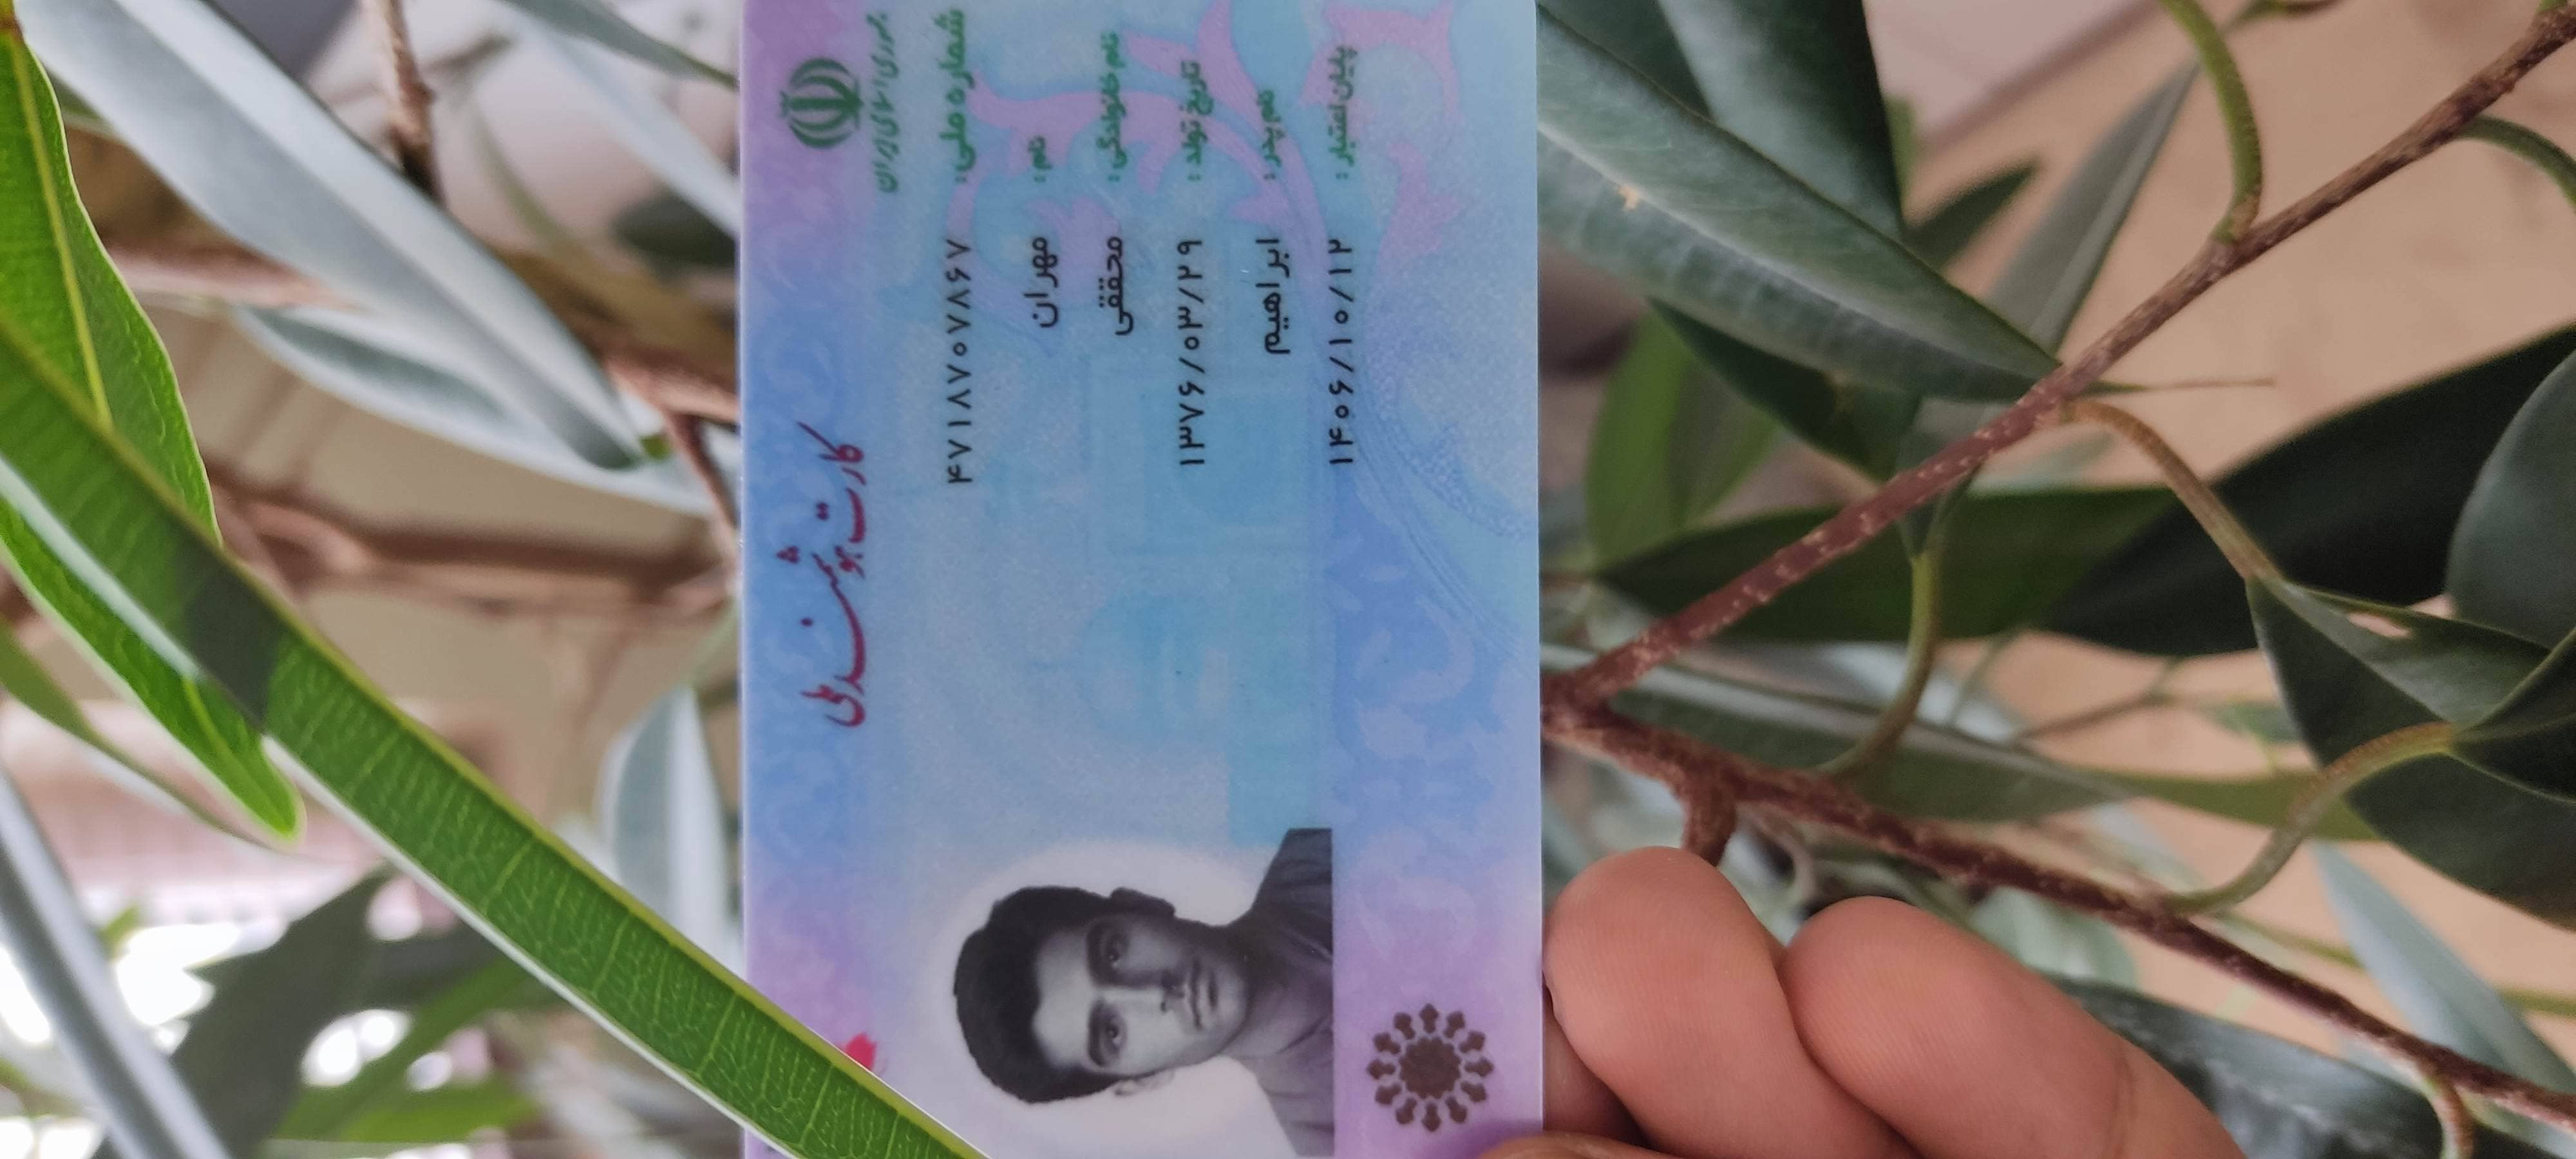 جمهوری اسلامی ایران
کارت هوشمند ملی
شماره ملی: ۴۷۱۸۷۰۷۸۶۷
نام: مهران
نام خانوادگی: محققی
تاریخ تولد: ۱۳۷۶/۰۳/۲۹
نام پدر: ابراهیم
پایان اعتبار: ۱۴۰۶/۱۰/۱۲